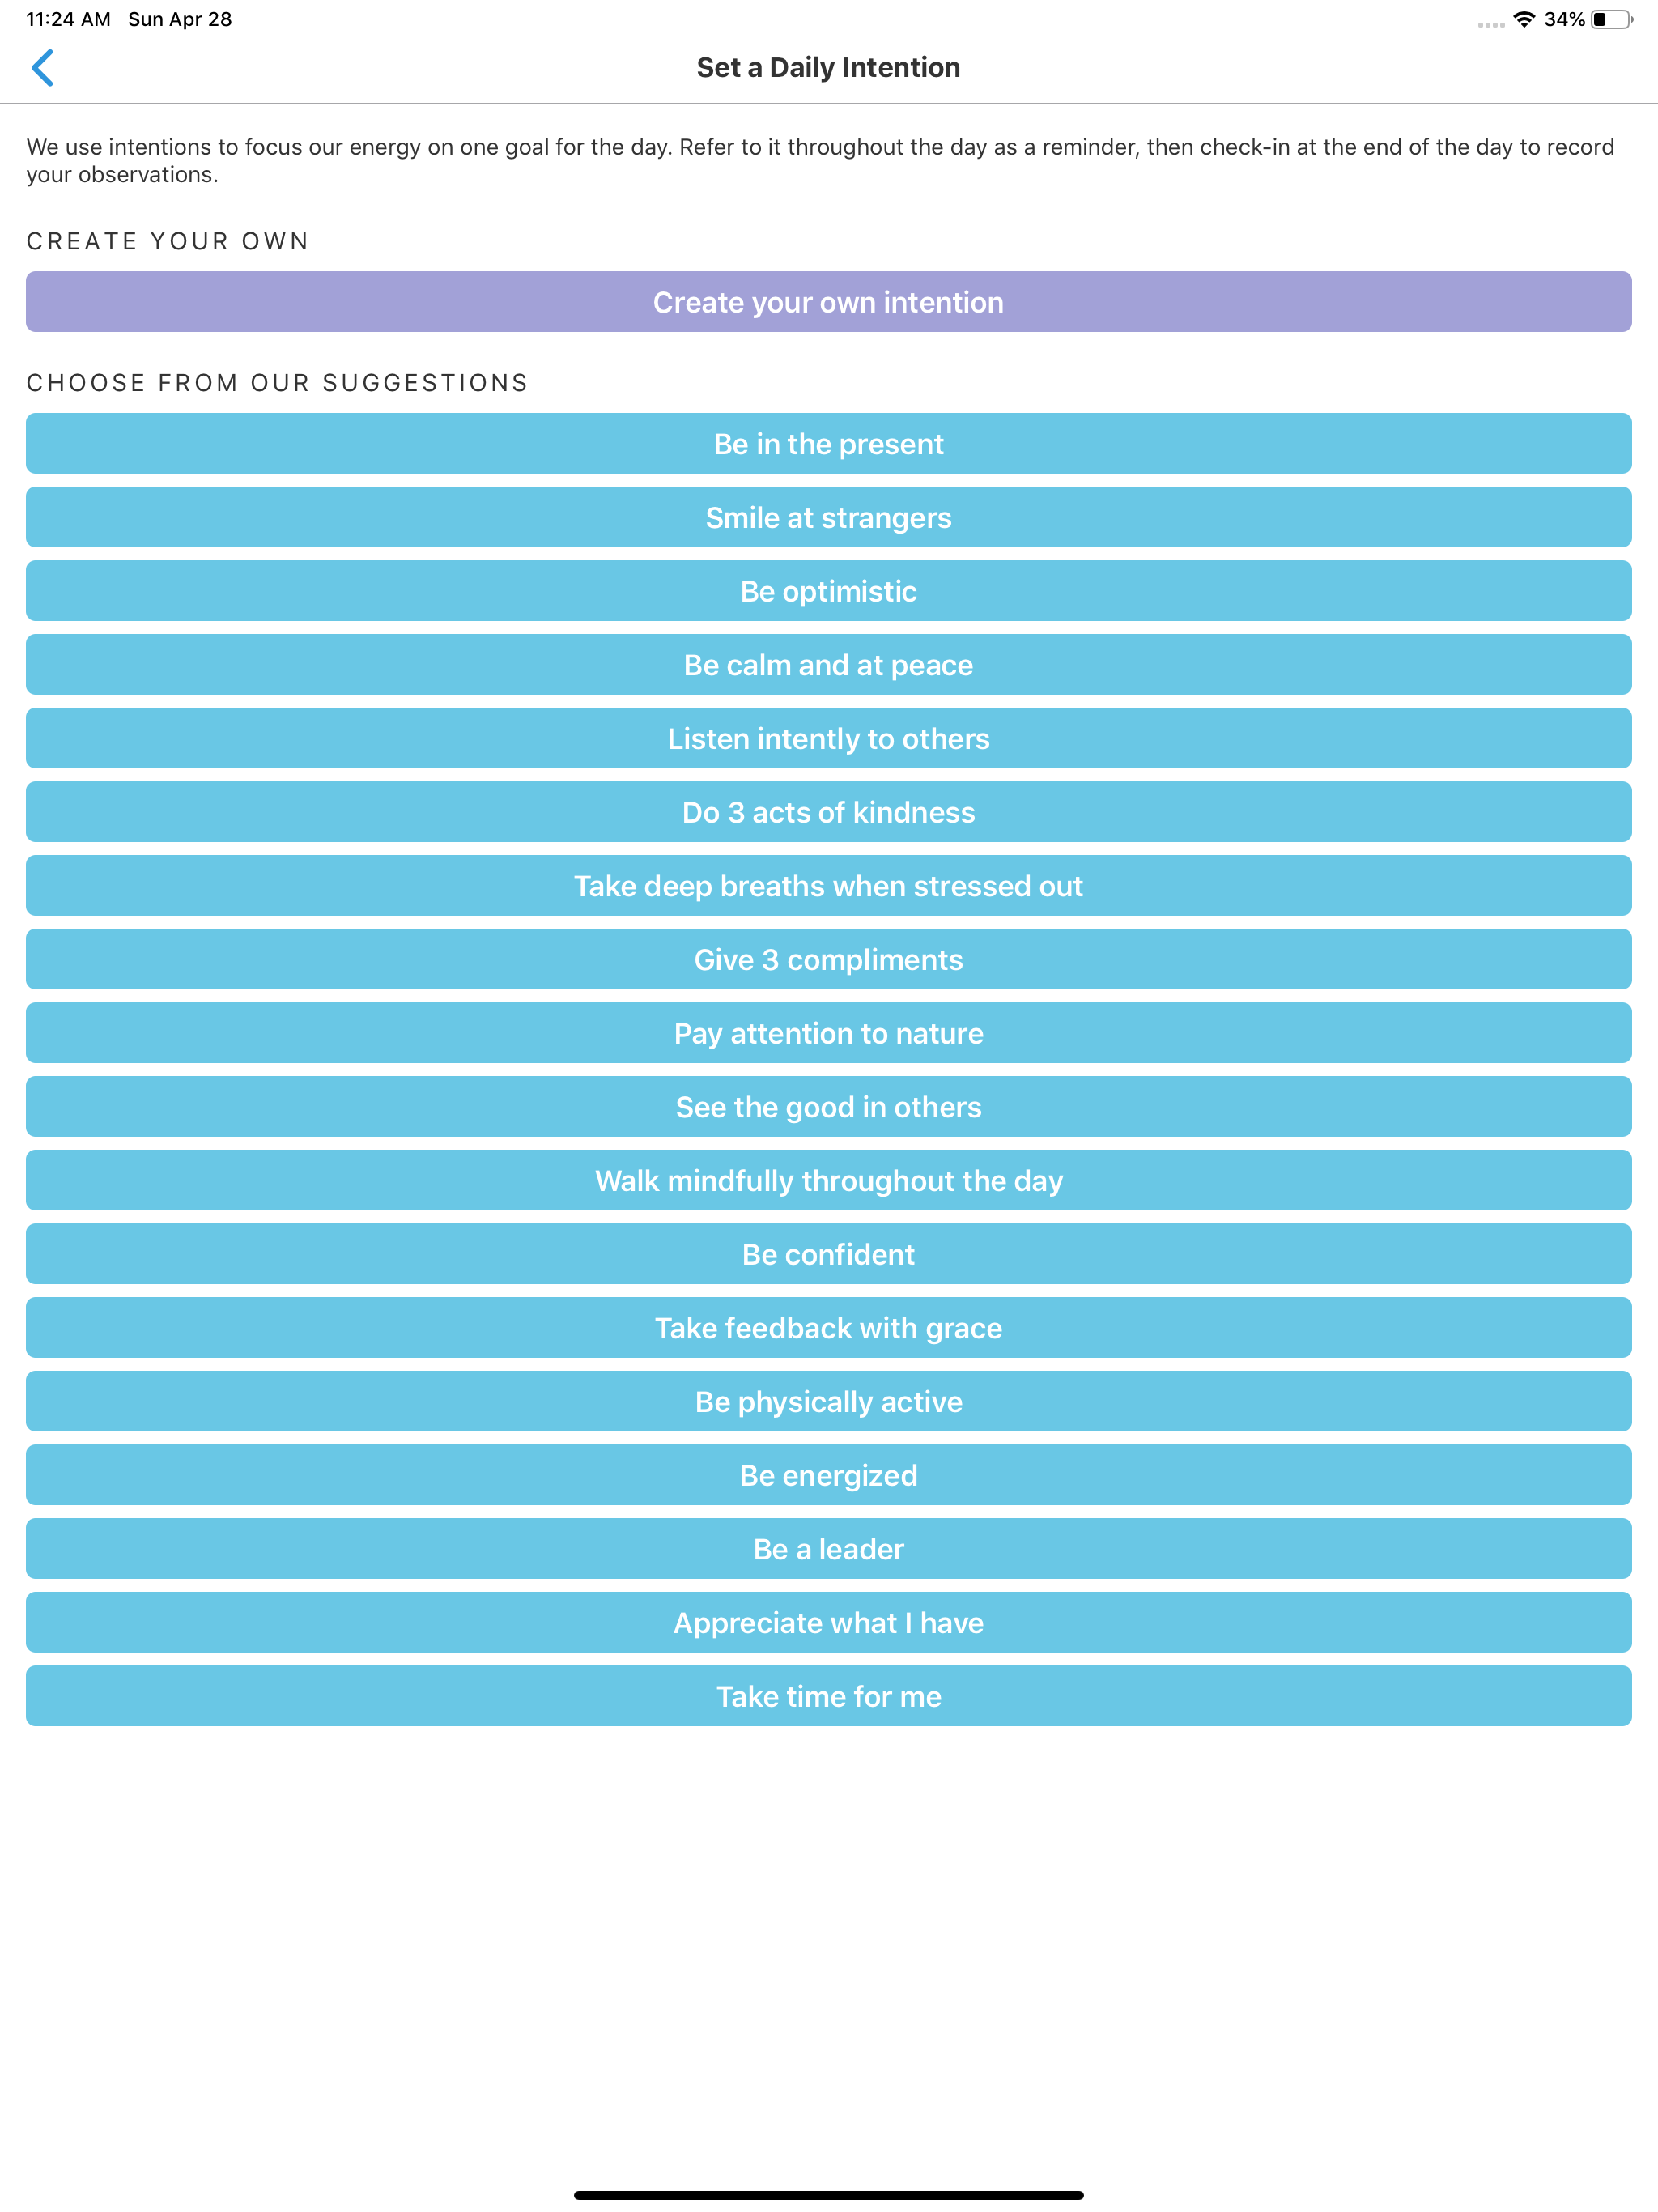 11:24 AM Sun Apr 28
34%
Set a Daily Intention
We use intentions to focus our energy on one goal for the day. Refer to it throughout the day as a reminder, then check-in at the end of the day to record
your observations.
CREATE YOUR OWN
Create your own intention
CHOOSE FROM OUR SUGGESTIONS
Be in the present
Smile at strangers
Be optimistic
Be calm and at peace
Listen intently to others
Do 3 acts of kindness
Take deep breaths when stressed out
Give 3 compliments
Pay attention to nature
See the good in others
Walk mindfully throughout the day
Be confident
Take feedback with grace
Be physically active
Be energized
Be a leader
Appreciate what I have
Take time for me